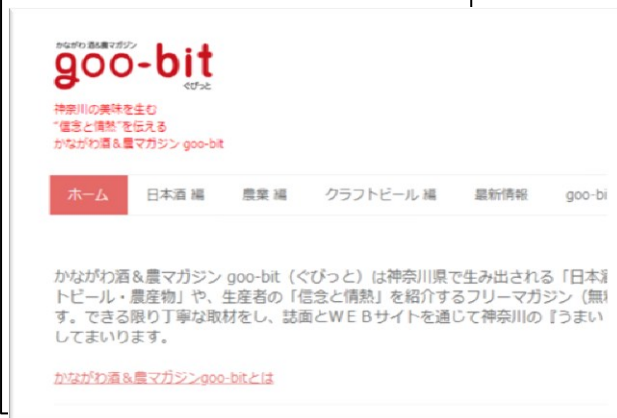 かながわ 酒&農マガジン
goo-bit
ぐびっと
神奈川の美味を生む
“信念と情熱”を伝える
かながわ酒&農マガジン goo-bit
ホーム 日本酒 編 農業 編 クラフトビール 編 最新情報 goo-bi
かながわ酒&農マガジン goo-bit（ぐびっと）は神奈川県で生み出される「日本酒
トビール・農産物」や、生産者の「信念と情熱」を紹介するフリーマガジン（無料
す。できる限り丁寧な取材をし、誌面とＷＥＢサイトを通じて神奈川の『うまい
してまいります。
かながわ酒&農マガジンgoo-bitとは